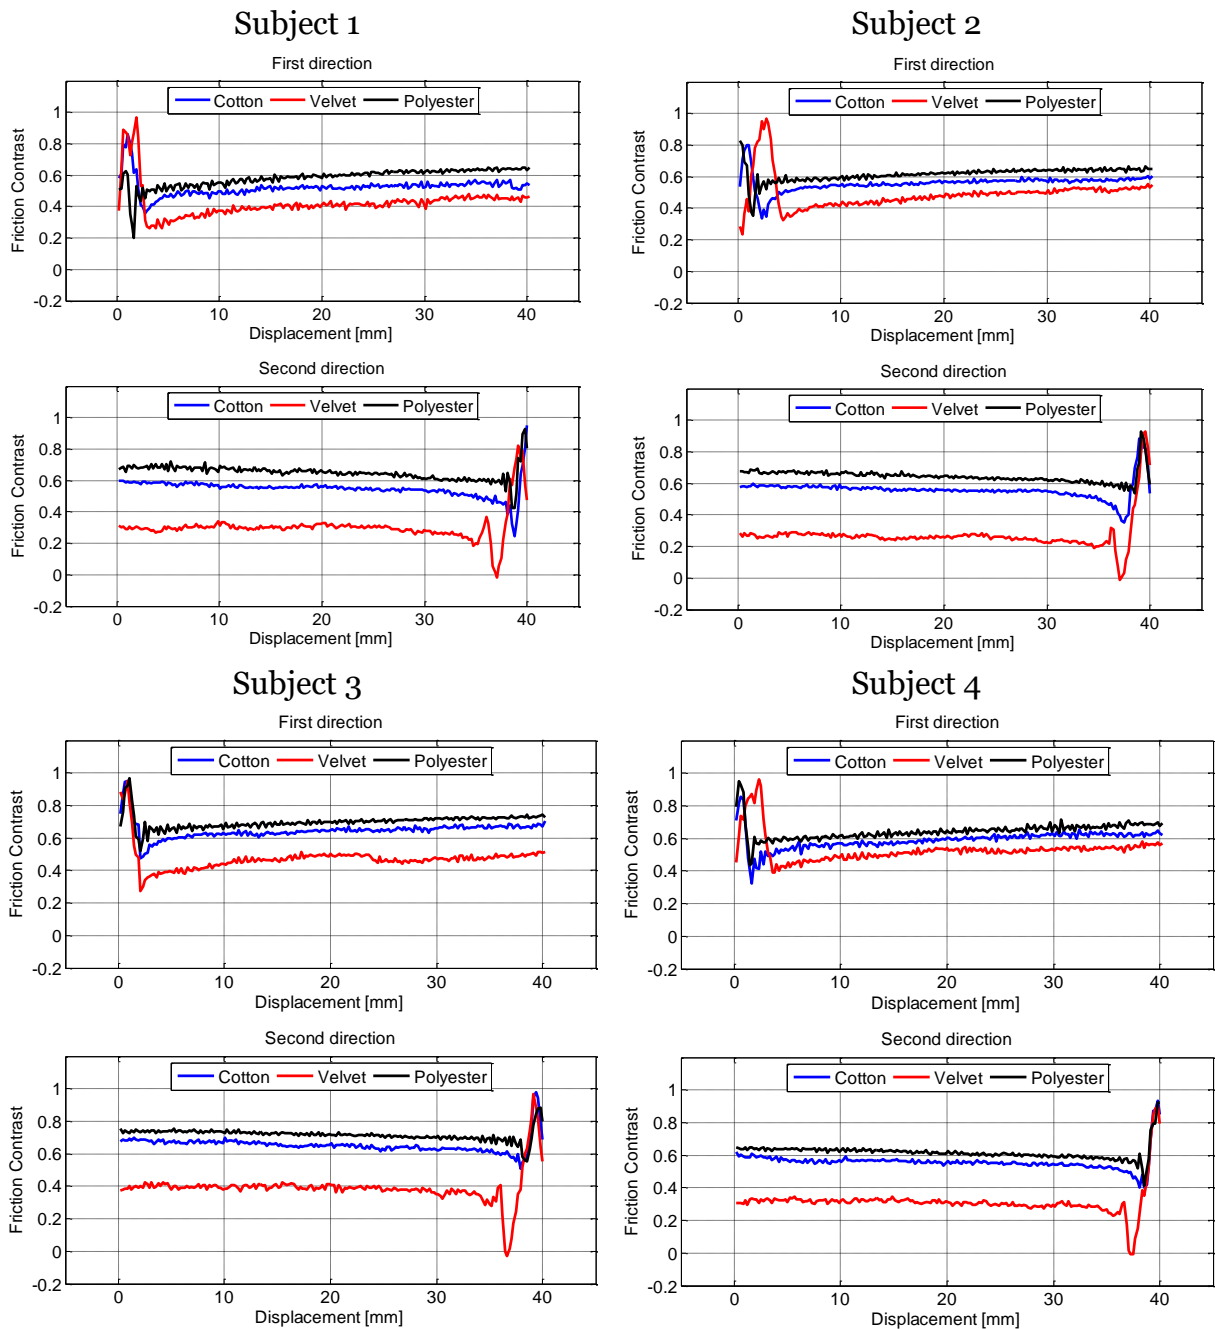 Subject 1
First direction
Cotton Velvet Polyester
Friction Contrast
1
0.8
0.6
0.4
0.2
0
-0.2
0 10 20 30 40
Displacement [mm]
Second direction
Cotton Velvet Polyester
Friction Contrast
1
0.8
0.6
0.4
0.2
0
-0.2
0 10 20 30 40
Displacement [mm]
Subject 2
First direction
Cotton Velvet Polyester
Friction Contrast
1
0.8
0.6
0.4
0.2
0
-0.2
0 10 20 30 40
Displacement [mm]
Second direction
Cotton Velvet Polyester
Friction Contrast
1
0.8
0.6
0.4
0.2
0
-0.2
0 10 20 30 40
Displacement [mm]
Subject 3
First direction
Cotton Velvet Polyester
Friction Contrast
1
0.8
0.6
0.4
0.2
0
-0.2
0 10 20 30 40
Displacement [mm]
Second direction
Cotton Velvet Polyester
Friction Contrast
1
0.8
0.6
0.4
0.2
0
-0.2
0 10 20 30 40
Displacement [mm]
Subject 4
First direction
Cotton Velvet Polyester
Friction Contrast
1
0.8
0.6
0.4
0.2
0
-0.2
0 10 20 30 40
Displacement [mm]
Second direction
Cotton Velvet Polyester
Friction Contrast
1
0.8
0.6
0.4
0.2
0
-0.2
0 10 20 30 40
Displacement [mm]